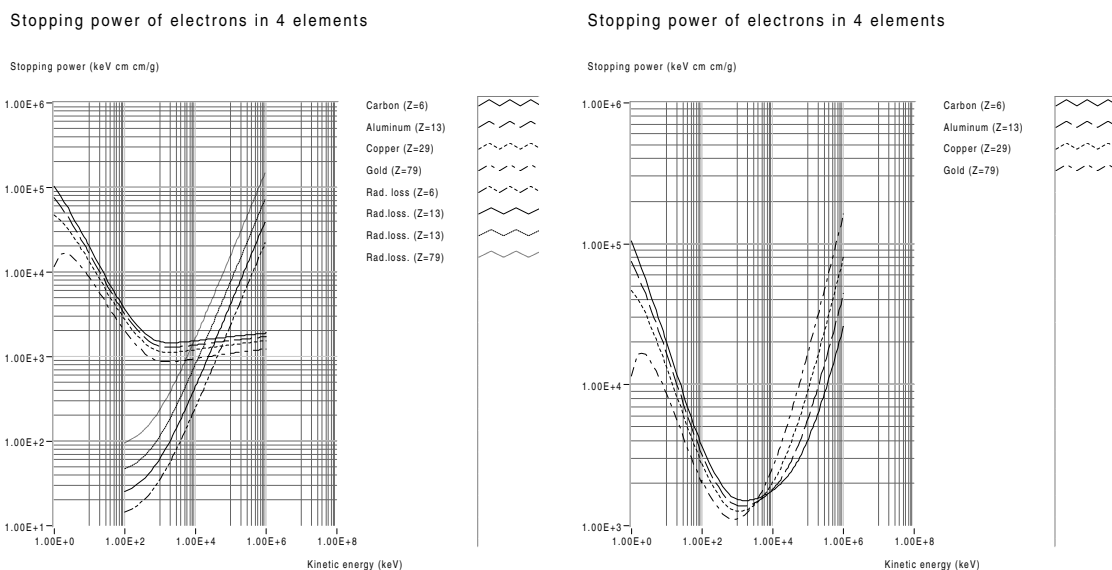 Stopping power of electrons in 4 elements
Stopping power (keV cm cm/g)
1.00E+6
1.00E+5
1.00E+4
1.00E+3
1.00E+2
1.00E+1
1.00E+0
1.00E+2
1.00E+4
1.00E+6
1.00E+8
Kinetic energy (keV)
Carbon (Z=6)
Aluminum (Z=13)
Copper (Z=29)
Gold (Z=79)
Rad. loss (Z=6)
Rad.loss. (Z=13)
Rad.loss. (Z=13)
Rad.loss. (Z=79)
Stopping power of electrons in 4 elements
Stopping power (keV cm cm/g)
1.00E+6
1.00E+5
1.00E+4
1.00E+3
1.00E+0
1.00E+2
1.00E+4
1.00E+6
1.00E+8
Kinetic energy (keV)
Carbon (Z=6)
Aluminum (Z=13)
Copper (Z=29)
Gold (Z=79)